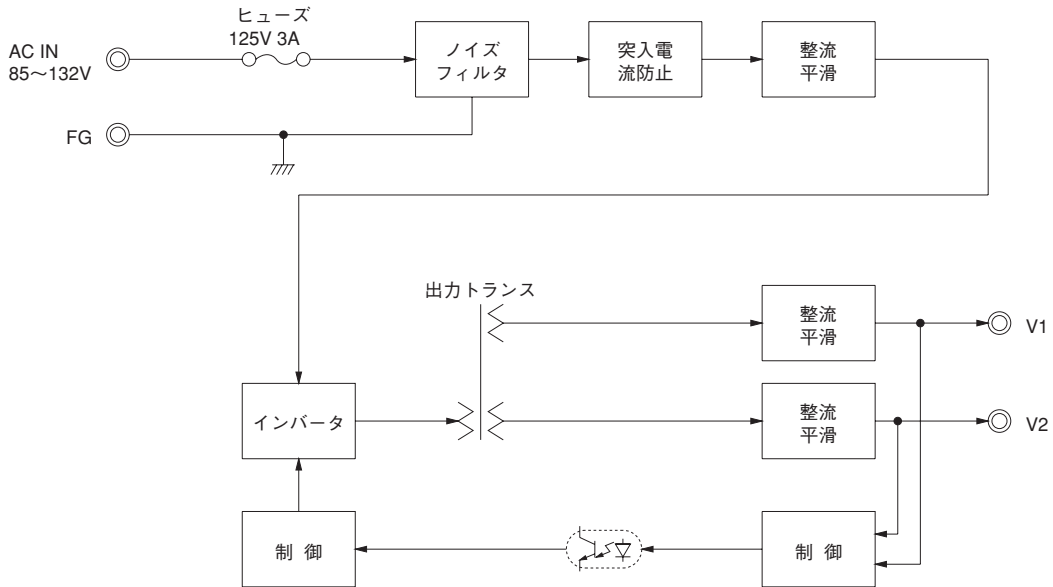 ヒューズ
125V 3A
AC IN
85～132V
ノイズ
フィルタ
突入電
流防止
整流
平滑
FG
出力トランス
整流
平滑
V1
インバータ
整流
平滑
V2
制 御
制 御